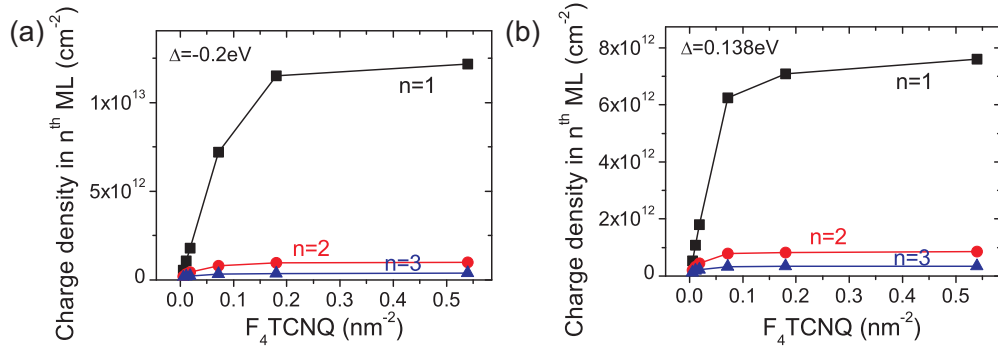 (a)
Charge density in nth ML (cm-2)
Δ=-0.2eV
1x10^13
5x10^12
0
n=1
n=2
n=3
0.0 0.1 0.2 0.3 0.4 0.5
F4TCNQ (nm-2)
(b)
Charge density in nth ML (cm-2)
Δ=0.138eV
8x10^12
6x10^12
4x10^12
2x10^12
0
n=1
n=2
n=3
0.0 0.1 0.2 0.3 0.4 0.5
F4TCNQ (nm-2)